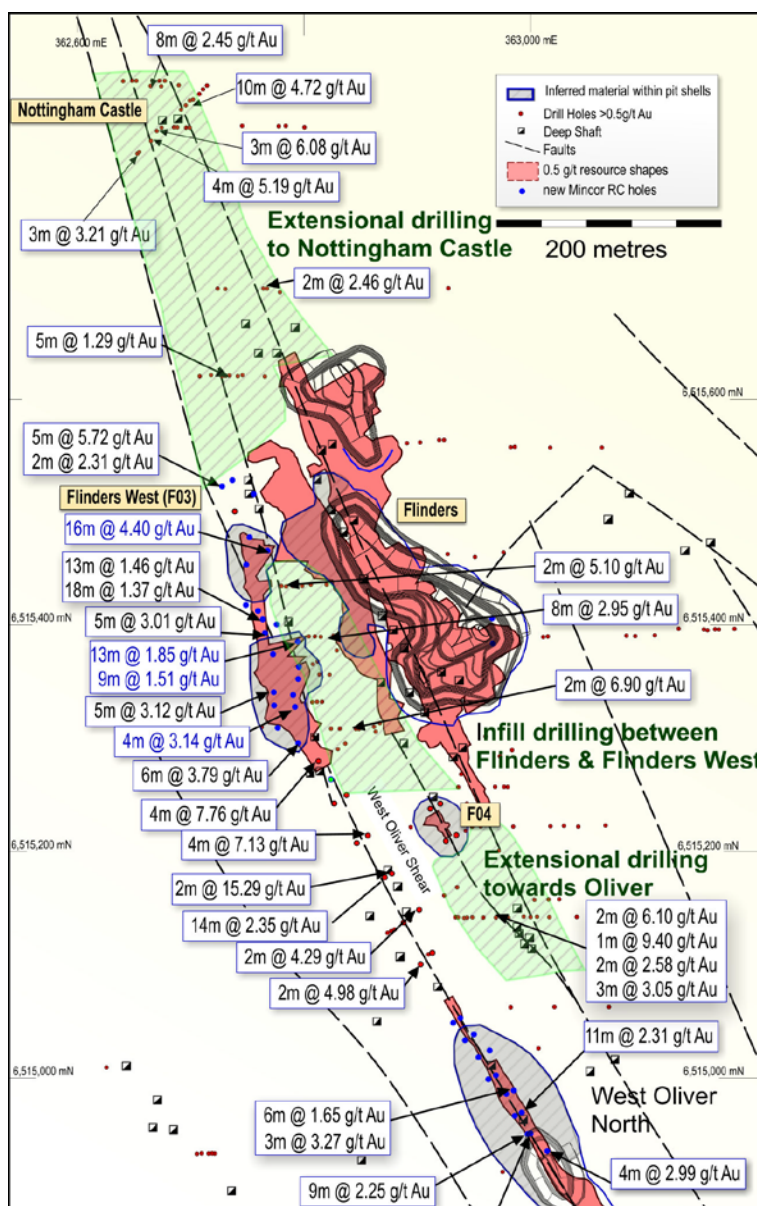 362,600 mE
363,000 mE
8m @ 2.45 g/t Au
10m @ 4.72 g/t Au
Nottingham Castle
3m @ 6.08 g/t Au
4m @ 5.19 g/t Au
3m @ 3.21 g/t Au
Inferred material within pit shells
Drill Holes >0.5g/t Au
Deep Shaft
Faults
0.5 g/t resource shapes
new Mincor RC holes
200 metres
Extensional drilling
to Nottingham Castle
2m @ 2.46 g/t Au
5m @ 1.29 g/t Au
6,515,600 mN
5m @ 5.72 g/t Au
2m @ 2.31 g/t Au
Flinders West (F03)
Flinders
16m @ 4.40 g/t Au
13m @ 1.46 g/t Au
18m @ 1.37 g/t Au
2m @ 5.10 g/t Au
8m @ 2.95 g/t Au
6,515,400 mN
6,515,400 mN
5m @ 3.01 g/t Au
13m @ 1.85 g/t Au
9m @ 1.51 g/t Au
2m @ 6.90 g/t Au
5m @ 3.12 g/t Au
4m @ 3.14 g/t Au
Infill drilling between
Flinders & Flinders West
6m @ 3.79 g/t Au
4m @ 7.76 g/t Au
4m @ 7.13 g/t Au
West Oliver Shear
F04
6,515,200 mN
6,515,200 mN
Extensional drilling
towards Oliver
2m @ 15.29 g/t Au
14m @ 2.35 g/t Au
2m @ 4.29 g/t Au
2m @ 4.98 g/t Au
2m @ 6.10 g/t Au
1m @ 9.40 g/t Au
2m @ 2.58 g/t Au
3m @ 3.05 g/t Au
11m @ 2.31 g/t Au
6,515,000 mN
6,515,000 mN
West Oliver
North
6m @ 1.65 g/t Au
3m @ 3.27 g/t Au
9m @ 2.25 g/t Au
4m @ 2.99 g/t Au